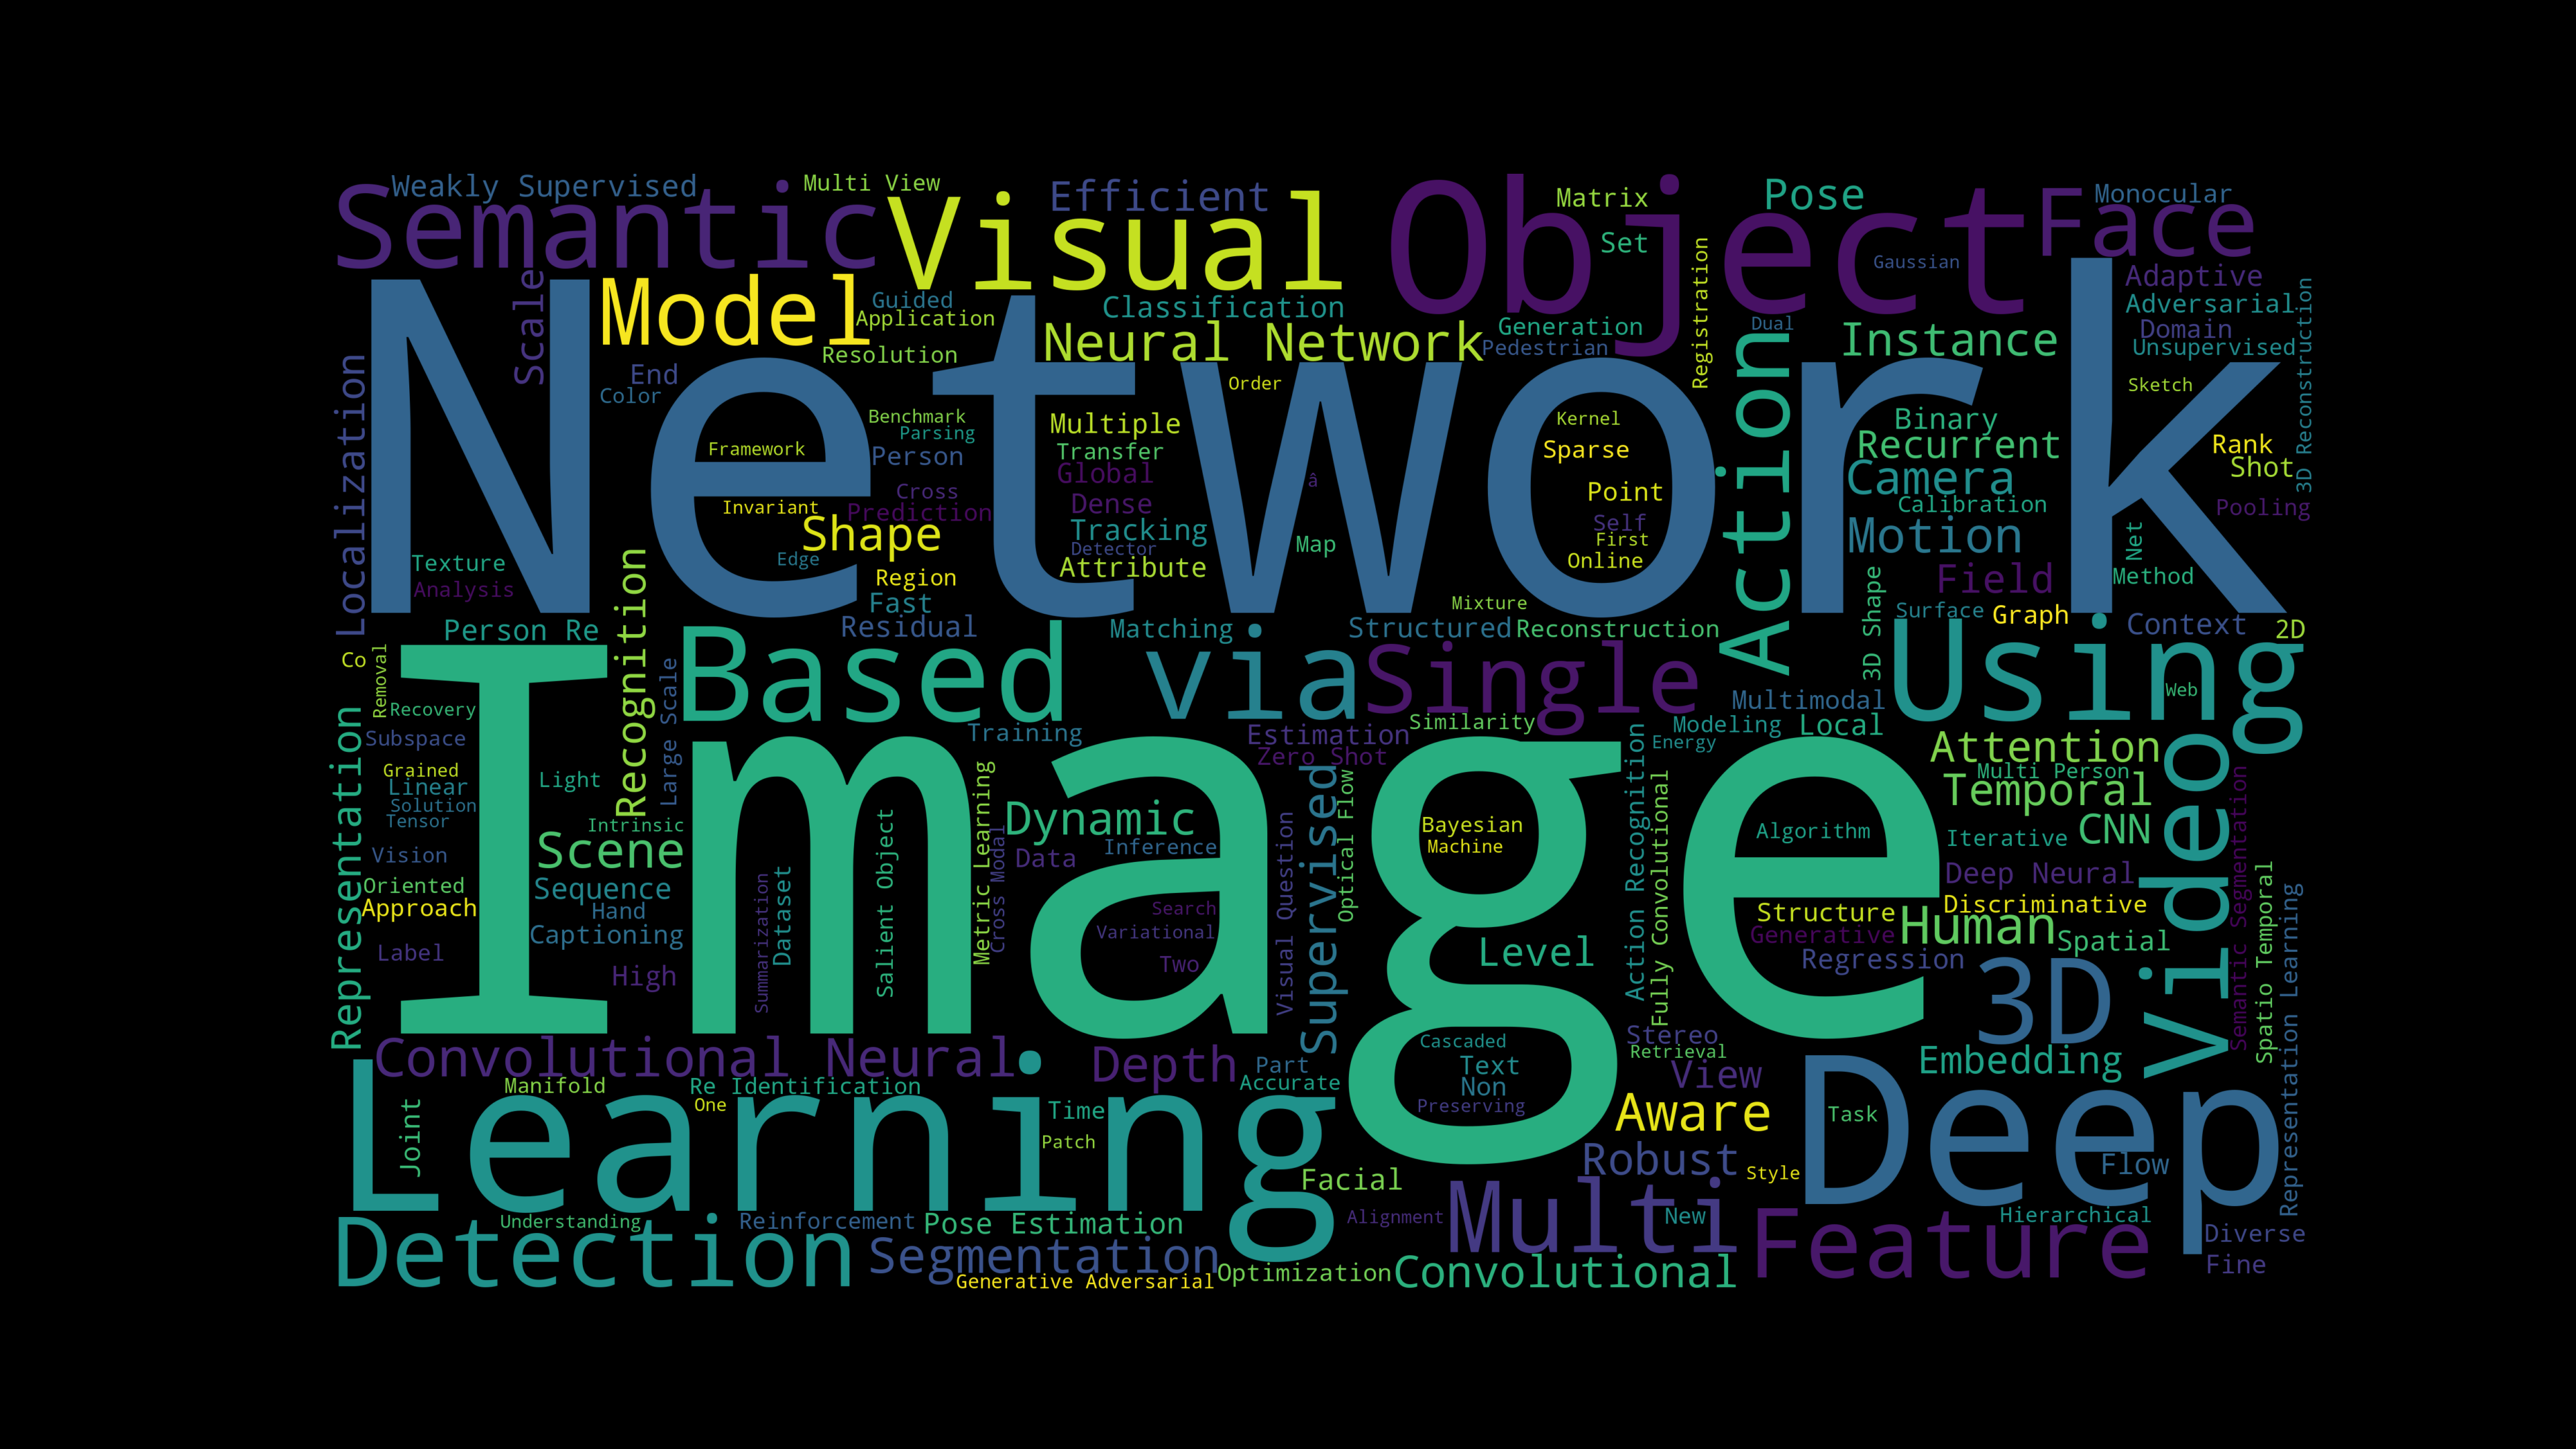 Weakly Supervised
Multi View
Semantic
Visual
Efficient
Object
Matrix
Set
Pose
Face
Monocular
Gaussian
Adaptive
Adversarial
Domain
Unsupervised
3D Reconstruction
Scale
Model
Guided
Application
Resolution
Classification
Neural Network
Generation
Pedestrian
Registration
Dual
Instance
Sketch
Network
Localization
End
Color
Order
Benchmark
Parsing
Person
Framework
Multiple
Transfer
Global
Kernel
Sparse
Action
Binary
Recurrent
Camera
Calibration
Rank
Shot
Pooling
Cross
Prediction
Invariant
Shape
Edge
Dense
Tracking
Detector
Attribute
â
Map
Point
Self
First
Online
Motion
Net
Method
Field
Texture
Analysis
Region
Fast
Residual
Mixture
Matching
Structured
Reconstruction
3D Shape
Surface
Graph
Context
2D
Person Re
Recognition
Co
Removal
Recovery
Based
via
Single
Using
Web
Multimodal
Large Scale
Subspace
Training
Estimation
Zero Shot
Similarity
Modeling
Energy
Local
Attention
Multi Person
Temporal
Video
Image
Representation
Grained
Linear
Solution
Tensor
Light
Intrinsic
Scene
Vision
Oriented
Approach
Sequence
Hand
Captioning
Label
High
Summarization
Dataset
Salient Object
Metric Learning
Cross Modal
Dynamic
Data
Inference
Search
Variational
Two
Visual Question
Supervised
Optical Flow
Bayesian
Machine
Level
Action Recognition
Fully Convolutional
Algorithm
Iterative
CNN
Deep Neural
Structure
Discriminative
Generative
Human
Spatial
Regression
3D
Semantic Segmentation
Spatio Temporal
Representation Learning
Convolutional Neural
Depth
Part
Accurate
Cascaded
Text
Non
Preserving
Stereo
Retrieval
View
Embedding
Learning
Manifold
Re Identification
One
Time
Patch
Joint
Aware
Task
Deep
Robust
Style
Flow
Facial
Understanding
Reinforcement
Pose Estimation
Alignment
Multi
New
Feature
Hierarchical
Diverse
Fine
Detection
Segmentation
Generative Adversarial
Optimization
Convolutional